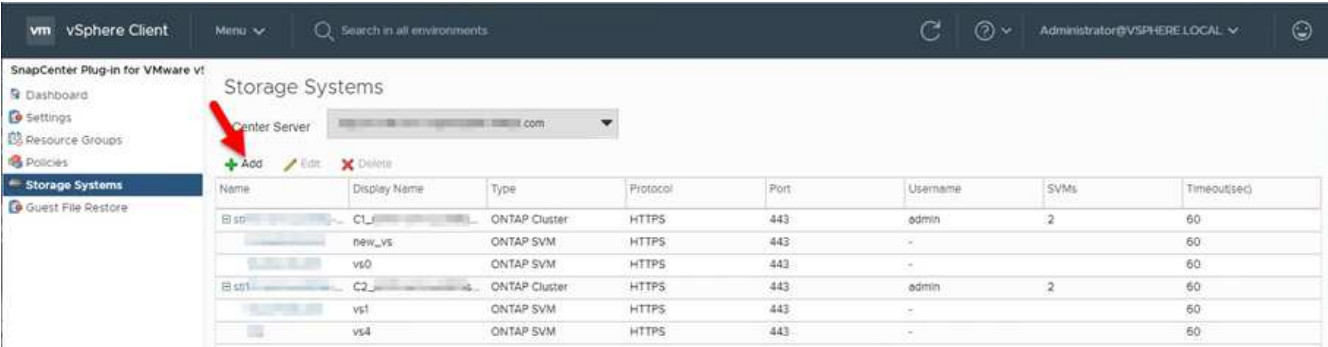 vm vSphere Client Menu Search in all environments Administrator@VSPHERE.LOCAL
SnapCenter Plug-in for VMware vS
Dashboard
Settings
Resource Groups
Policies
Storage Systems
Guest File Restore
Storage Systems
Center Server com
Add Edit Delete
Name Display Name Type Protocol Port Username SVMs Timeout(sec)
C1_ ONTAP Cluster HTTPS 443 admin 2 60
new_vs ONTAP SVM HTTPS 443 - 60
vs0 ONTAP SVM HTTPS 443 - 60
C2_ ONTAP Cluster HTTPS 443 admin 2 60
vs1 ONTAP SVM HTTPS 443 - 60
vs4 ONTAP SVM HTTPS 443 - 60